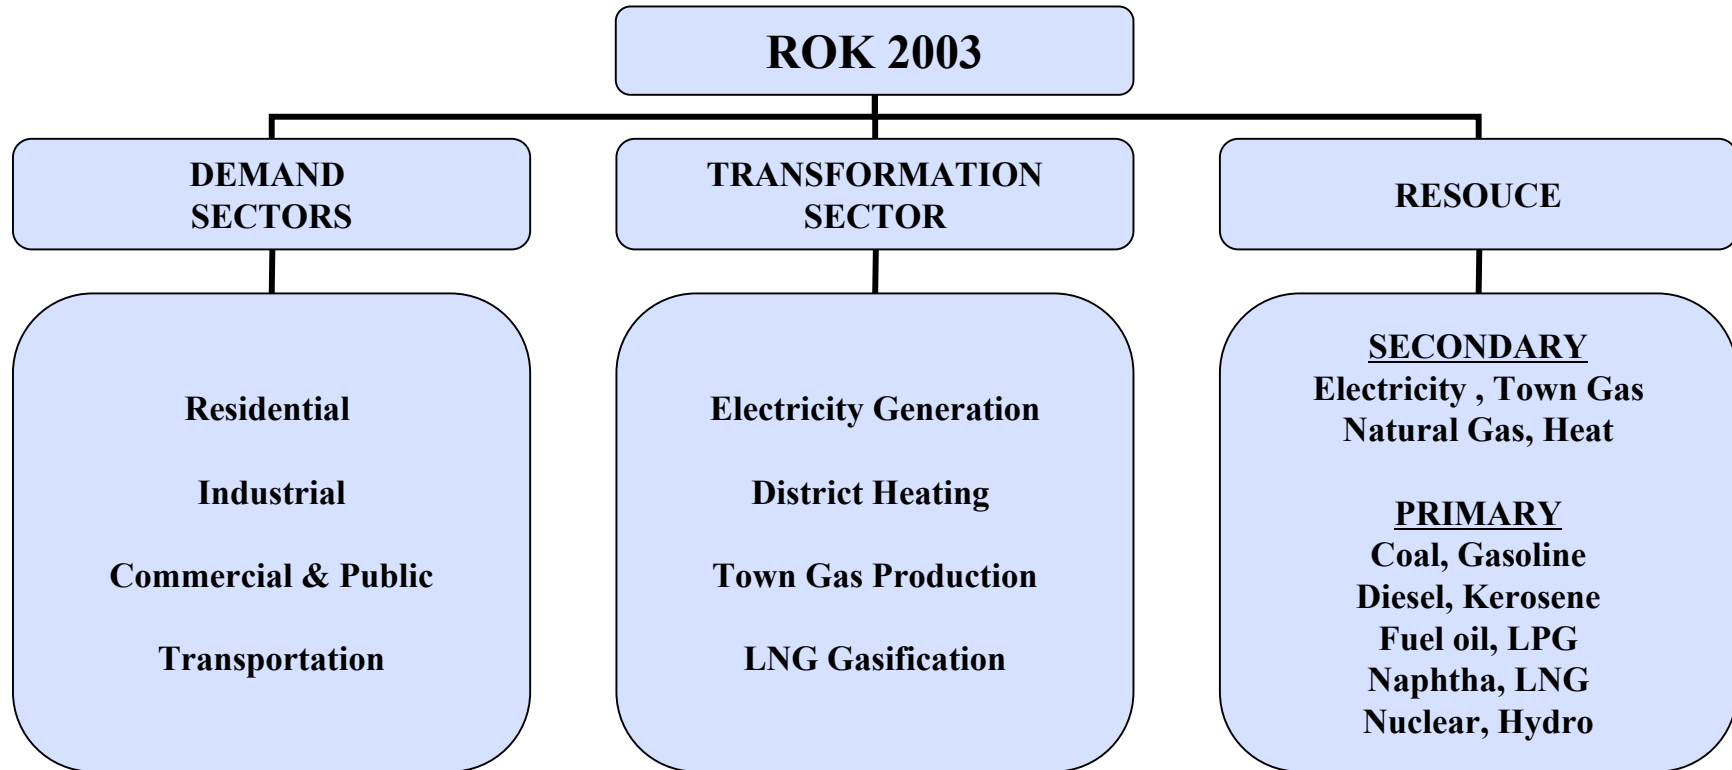 ROK 2003
DEMAND
SECTORS
TRANSFORMATION
SECTOR
RESOUCE
Residential
Industrial
Commercial & Public
Transportation
Electricity Generation
District Heating
Town Gas Production
LNG Gasification
SECONDARY
Electricity , Town Gas
Natural Gas, Heat
PRIMARY
Coal, Gasoline
Diesel, Kerosene
Fuel oil, LPG
Naphtha, LNG
Nuclear, Hydro